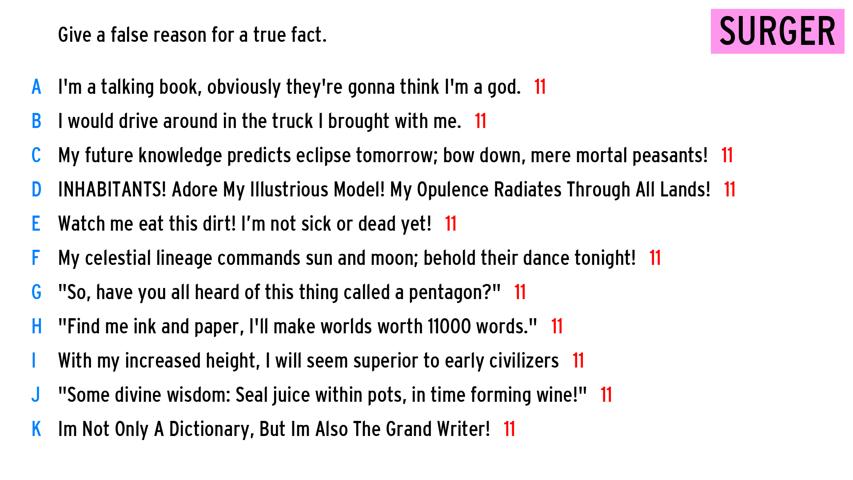 Give a false reason for a true fact.
SURGER
A I'm a talking book, obviously they're gonna think I'm a god. 11
B I would drive around in the truck I brought with me. 11
C My future knowledge predicts eclipse tomorrow; bow down, mere mortal peasants! 11
D INHABITANTS! Adore My Illustrious Model! My Opulence Radiates Through All Lands! 11
E Watch me eat this dirt! I'm not sick or dead yet! 11
F My celestial lineage commands sun and moon; behold their dance tonight! 11
G "So, have you all heard of this thing called a pentagon?" 11
H "Find me ink and paper, I'll make worlds worth 11000 words." 11
I With my increased height, I will seem superior to early civilizers 11
J "Some divine wisdom: Seal juice within pots, in time forming wine!" 11
K Im Not Only A Dictionary, But Im Also The Grand Writer! 11